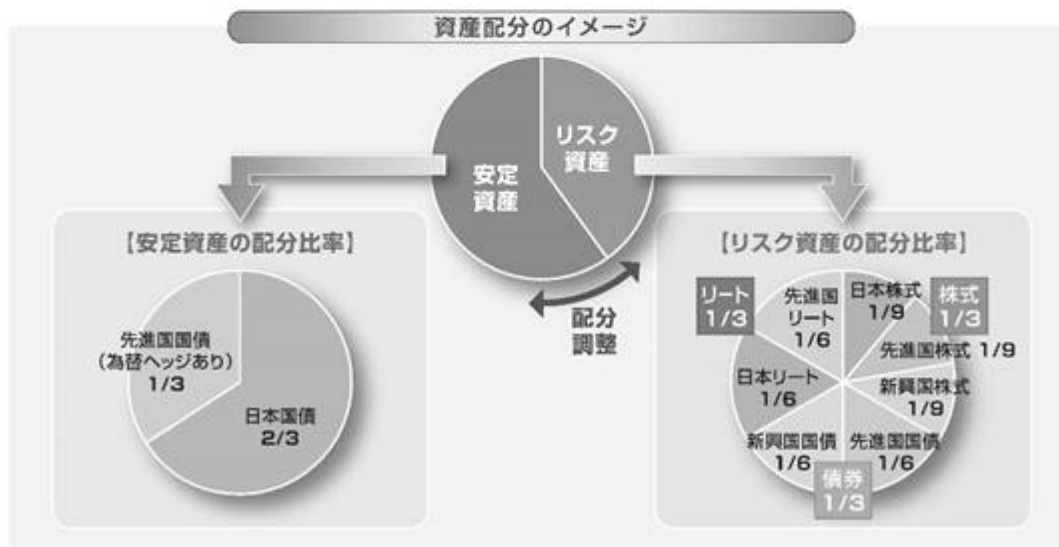 資産配分のイメージ
リスク
資産
安定
資産
配分
調整
【安定資産の配分比率】
先進国国債
（為替ヘッジあり）
1/3
日本国債
2/3
【リスク資産の配分比率】
リート
1/3
先進国
リート
1/6
日本株式
1/9
株式
1/3
先進国株式 1/9
新興国株式
1/9
日本リート
1/6
新興国国債
1/6
先進国国債
1/6
債券
1/3